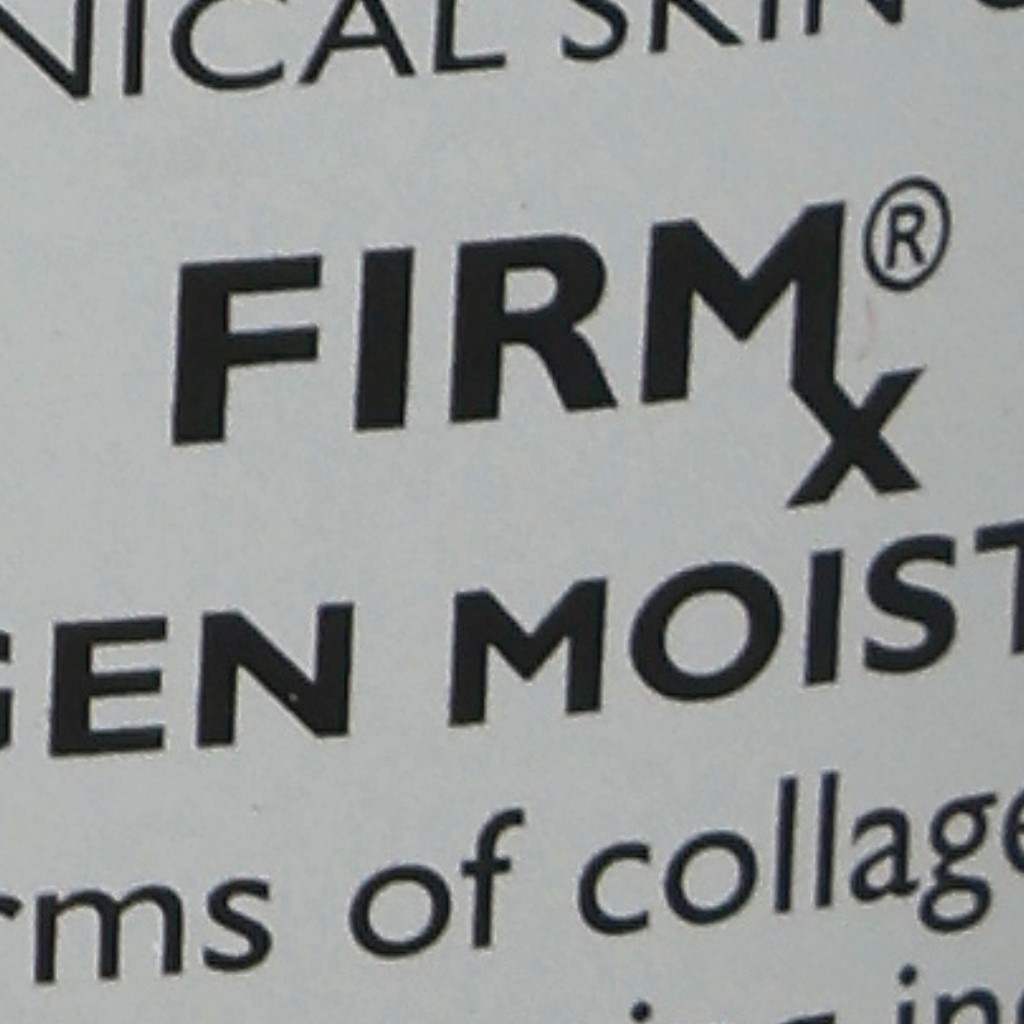 NICAL SKIN
FIRMx®
GEN MOIST
rms of collage